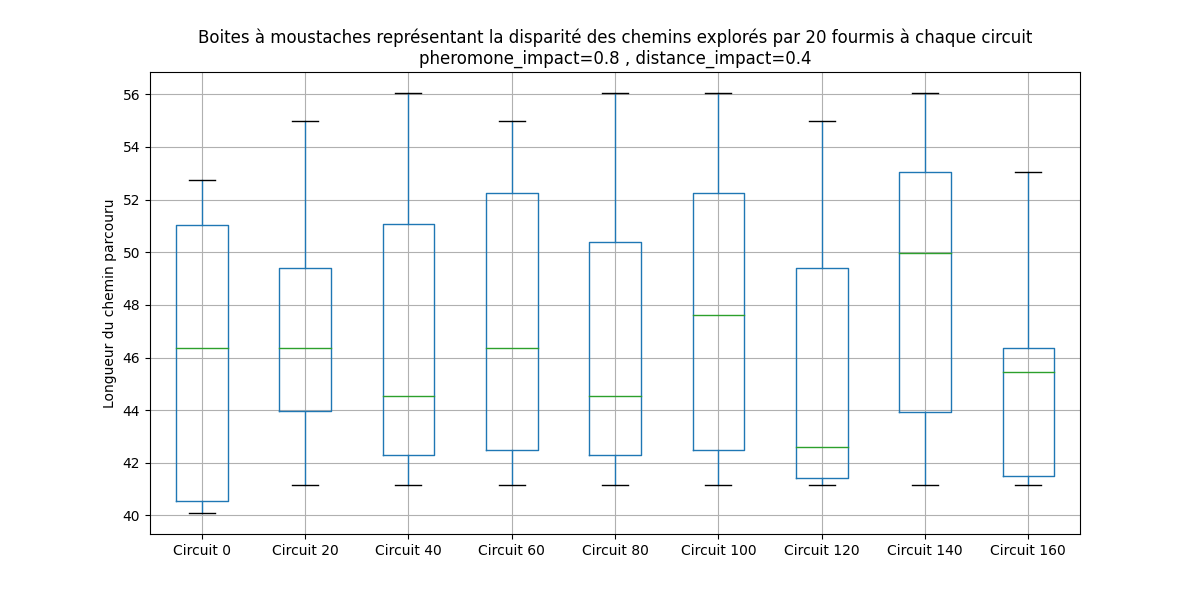 Boites à moustaches représentant la disparité des chemins explorés par 20 fourmis à chaque circuit
pheromone_impact=0.8 , distance_impact=0.4
Longueur du chemin parcouru
56
54
52
50
48
46
44
42
40
Circuit 0 Circuit 20 Circuit 40 Circuit 60 Circuit 80 Circuit 100 Circuit 120 Circuit 140 Circuit 160